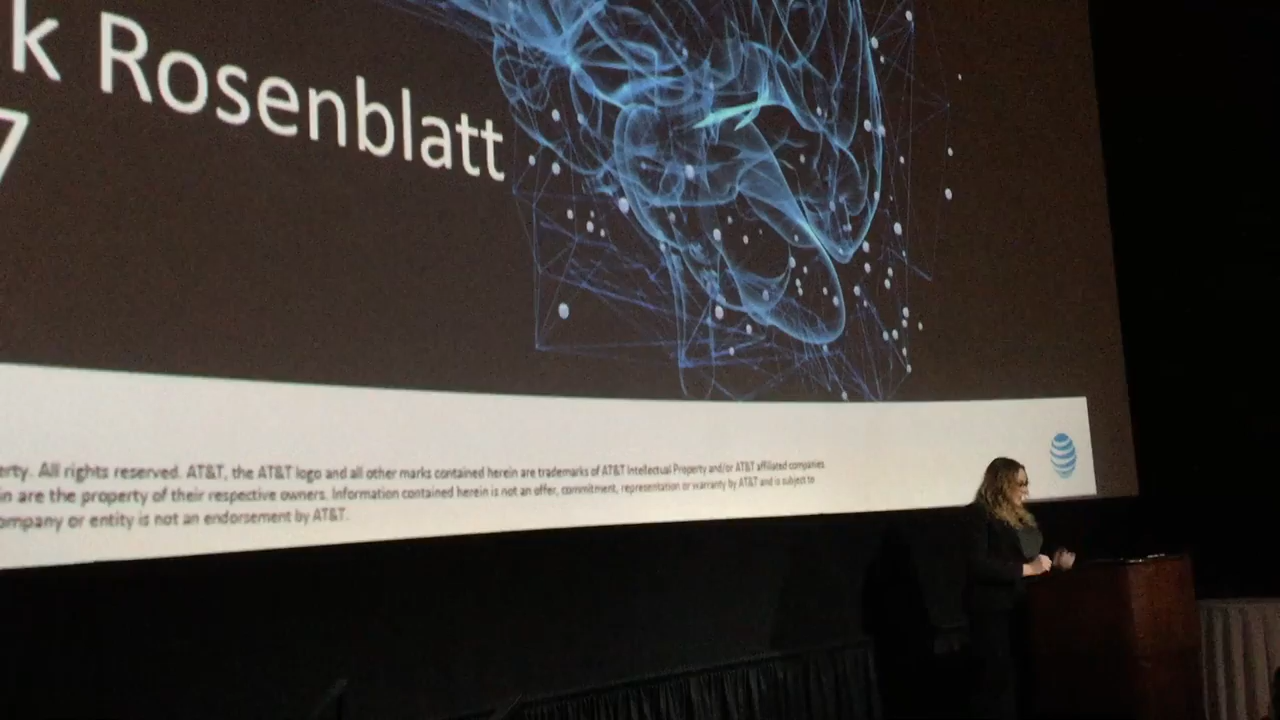 k Rosenblatt
7
erty. All rights reserved. AT&T, the AT&T logo and all other marks contained herein are trademarks of AT&T Intellectual Property and/or AT&T affiliated companies
in are the property of their respective owners. Information contained herein is not an offer, commitment, representation or warranty by AT&T and is subject to
ompany or entity is not an endorsement by AT&T.